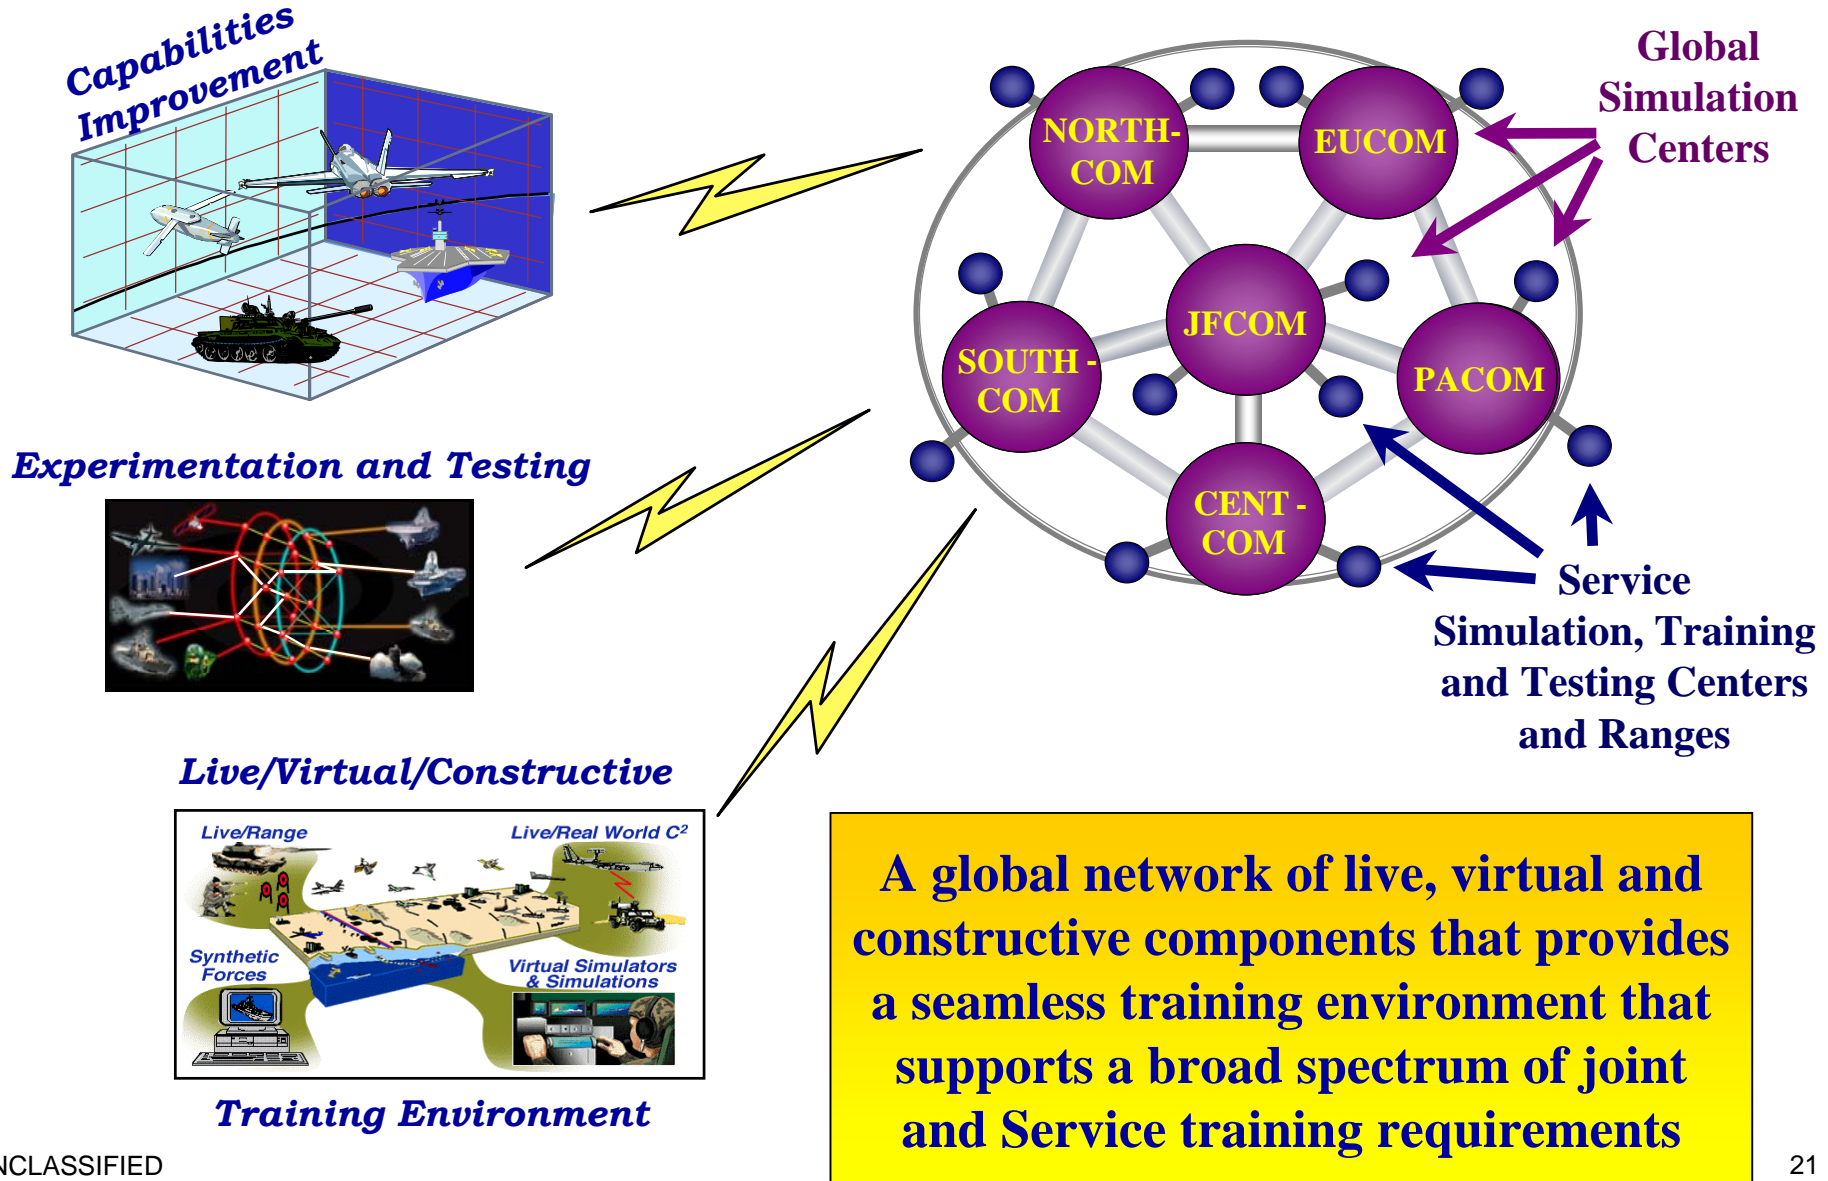 Capabilities
Improvement
Experimentation and Testing
Live/Virtual/Constructive
Live/Range
Live/Real World C²
Synthetic
Forces
Virtual Simulators
& Simulations
Training Environment
NORTH-
COM
EUCOM
JFCOM
SOUTH -
COM
PACOM
CENT -
COM
Global
Simulation
Centers
Service
Simulation, Training
and Testing Centers
and Ranges
A global network of live, virtual and
constructive components that provides
a seamless training environment that
supports a broad spectrum of joint
and Service training requirements
NCLASSIFIED
21